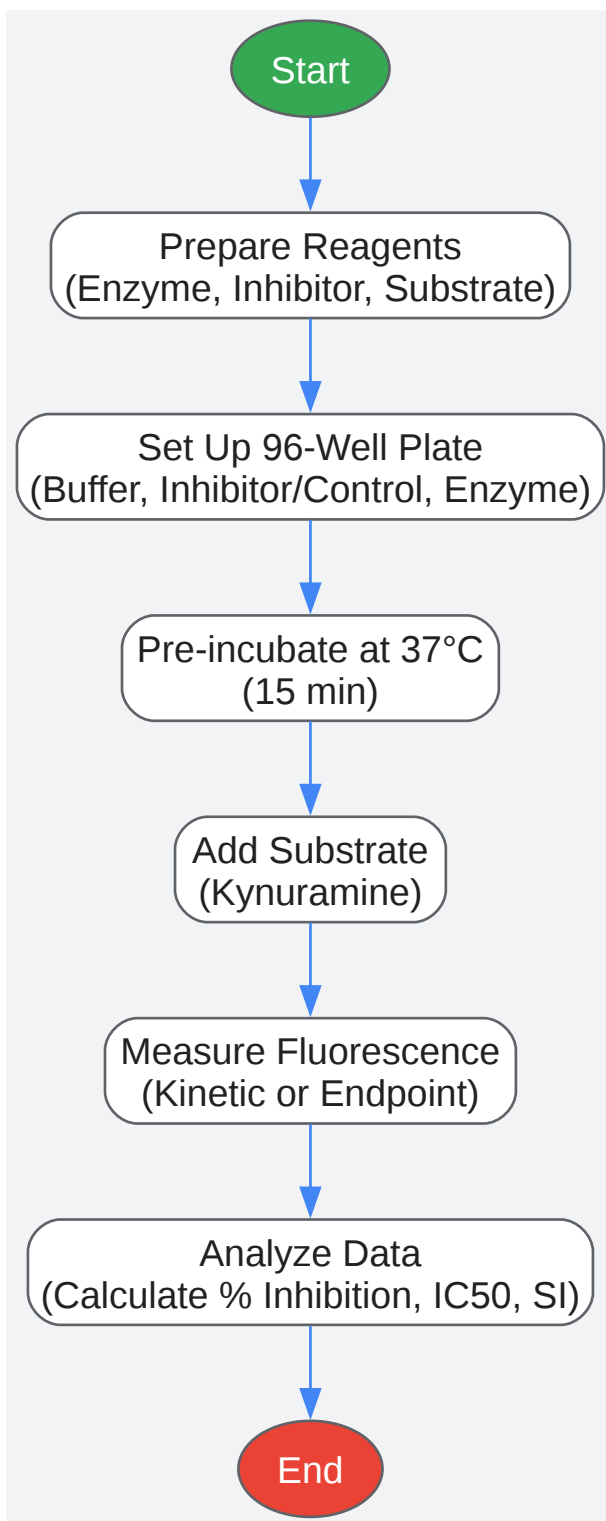 Start
Prepare Reagents
(Enzyme, Inhibitor, Substrate)
Set Up 96-Well Plate
(Buffer, Inhibitor/Control, Enzyme)
Pre-incubate at 37°C
(15 min)
Add Substrate
(Kynuramine)
Measure Fluorescence
(Kinetic or Endpoint)
Analyze Data
(Calculate % Inhibition, IC50, SI)
End